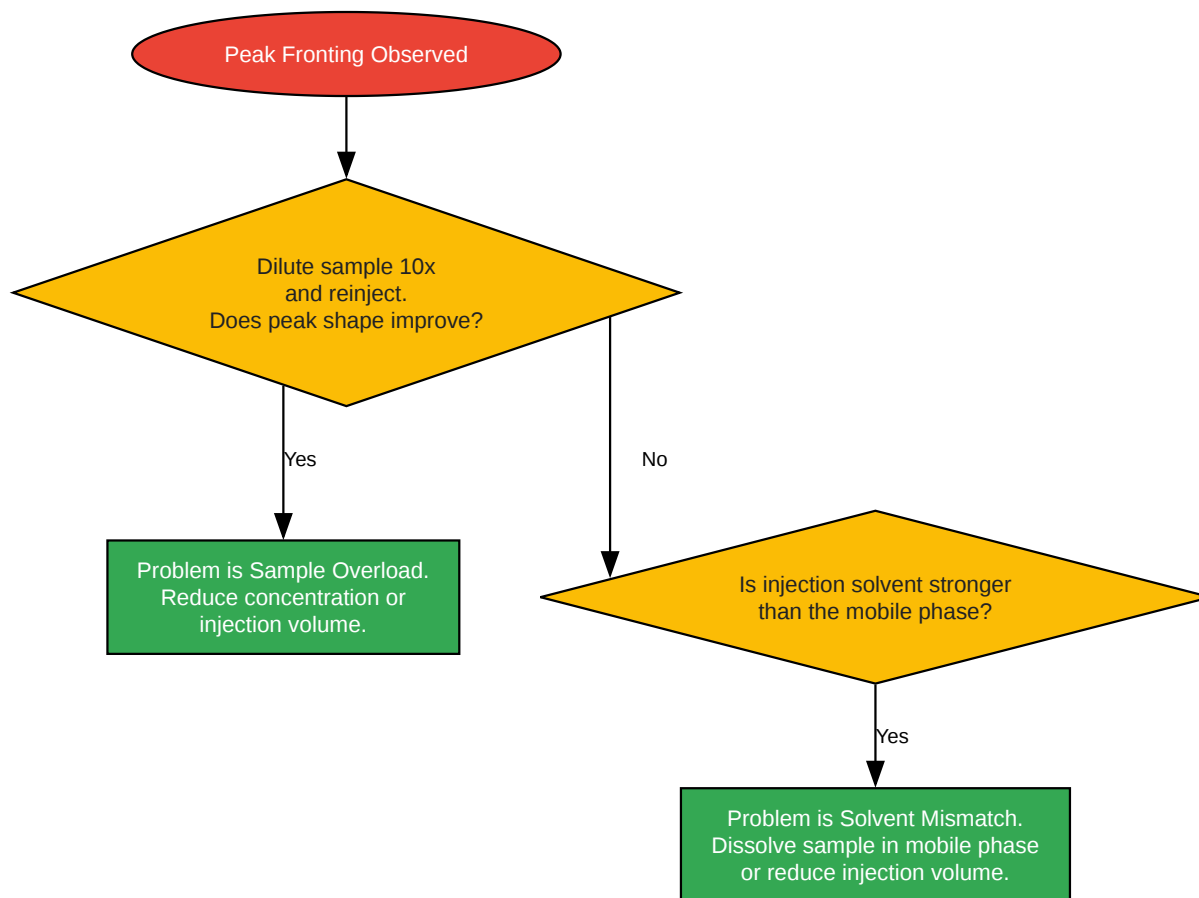 Peak Fronting Observed
Dilute sample 10x
and reinject.
Does peak shape improve?
Yes
No
Problem is Sample Overload.
Reduce concentration or
injection volume.
Is injection solvent stronger
than the mobile phase?
Yes
Problem is Solvent Mismatch.
Dissolve sample in mobile phase
or reduce injection volume.